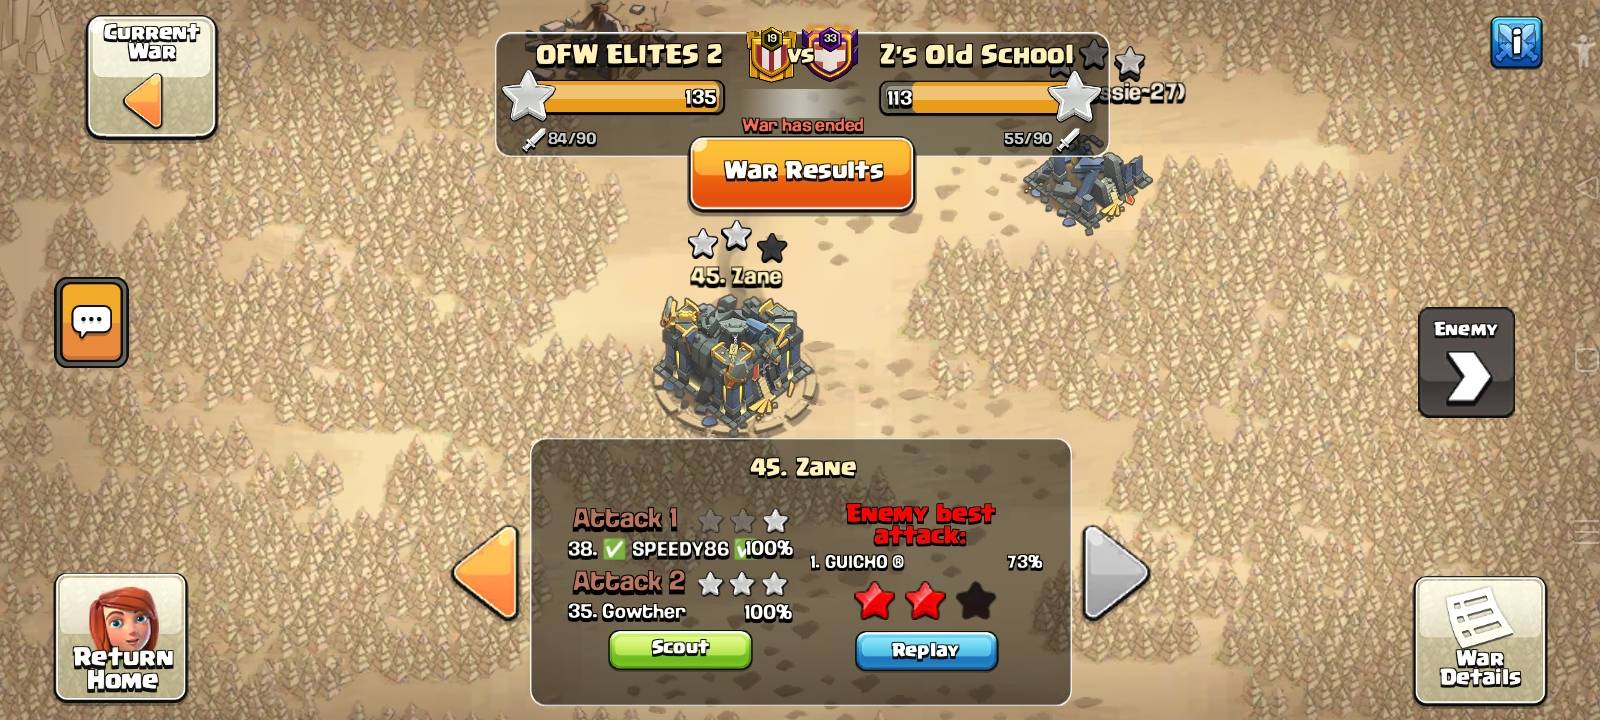 Current
War
OFW ELITES 2
19
VS
33
Z's Old School
135
113
War has ended
84/90
55/90
War Results
ssie-27)
45. Zane
Enemy
45. Zane
Attack 1
38. ✅ SPEEDY86 ✅ 100%
Attack 2
35. Gowther 100%
Scout
Enemy best
attack:
1. GUICHO ® 73%
Replay
Return
Home
War
Details